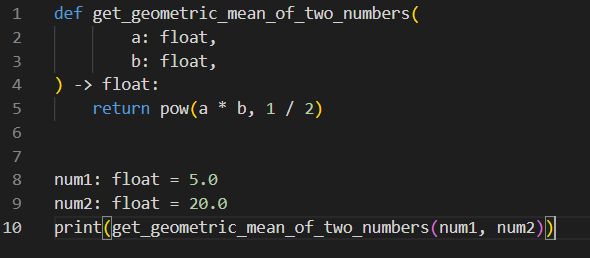 1 def get_geometric_mean_of_two_numbers(
2         a: float,
3         b: float,
4 ) -> float:
5     return pow(a * b, 1 / 2)
6
7
8 num1: float = 5.0
9 num2: float = 20.0
10 print(get_geometric_mean_of_two_numbers(num1, num2))